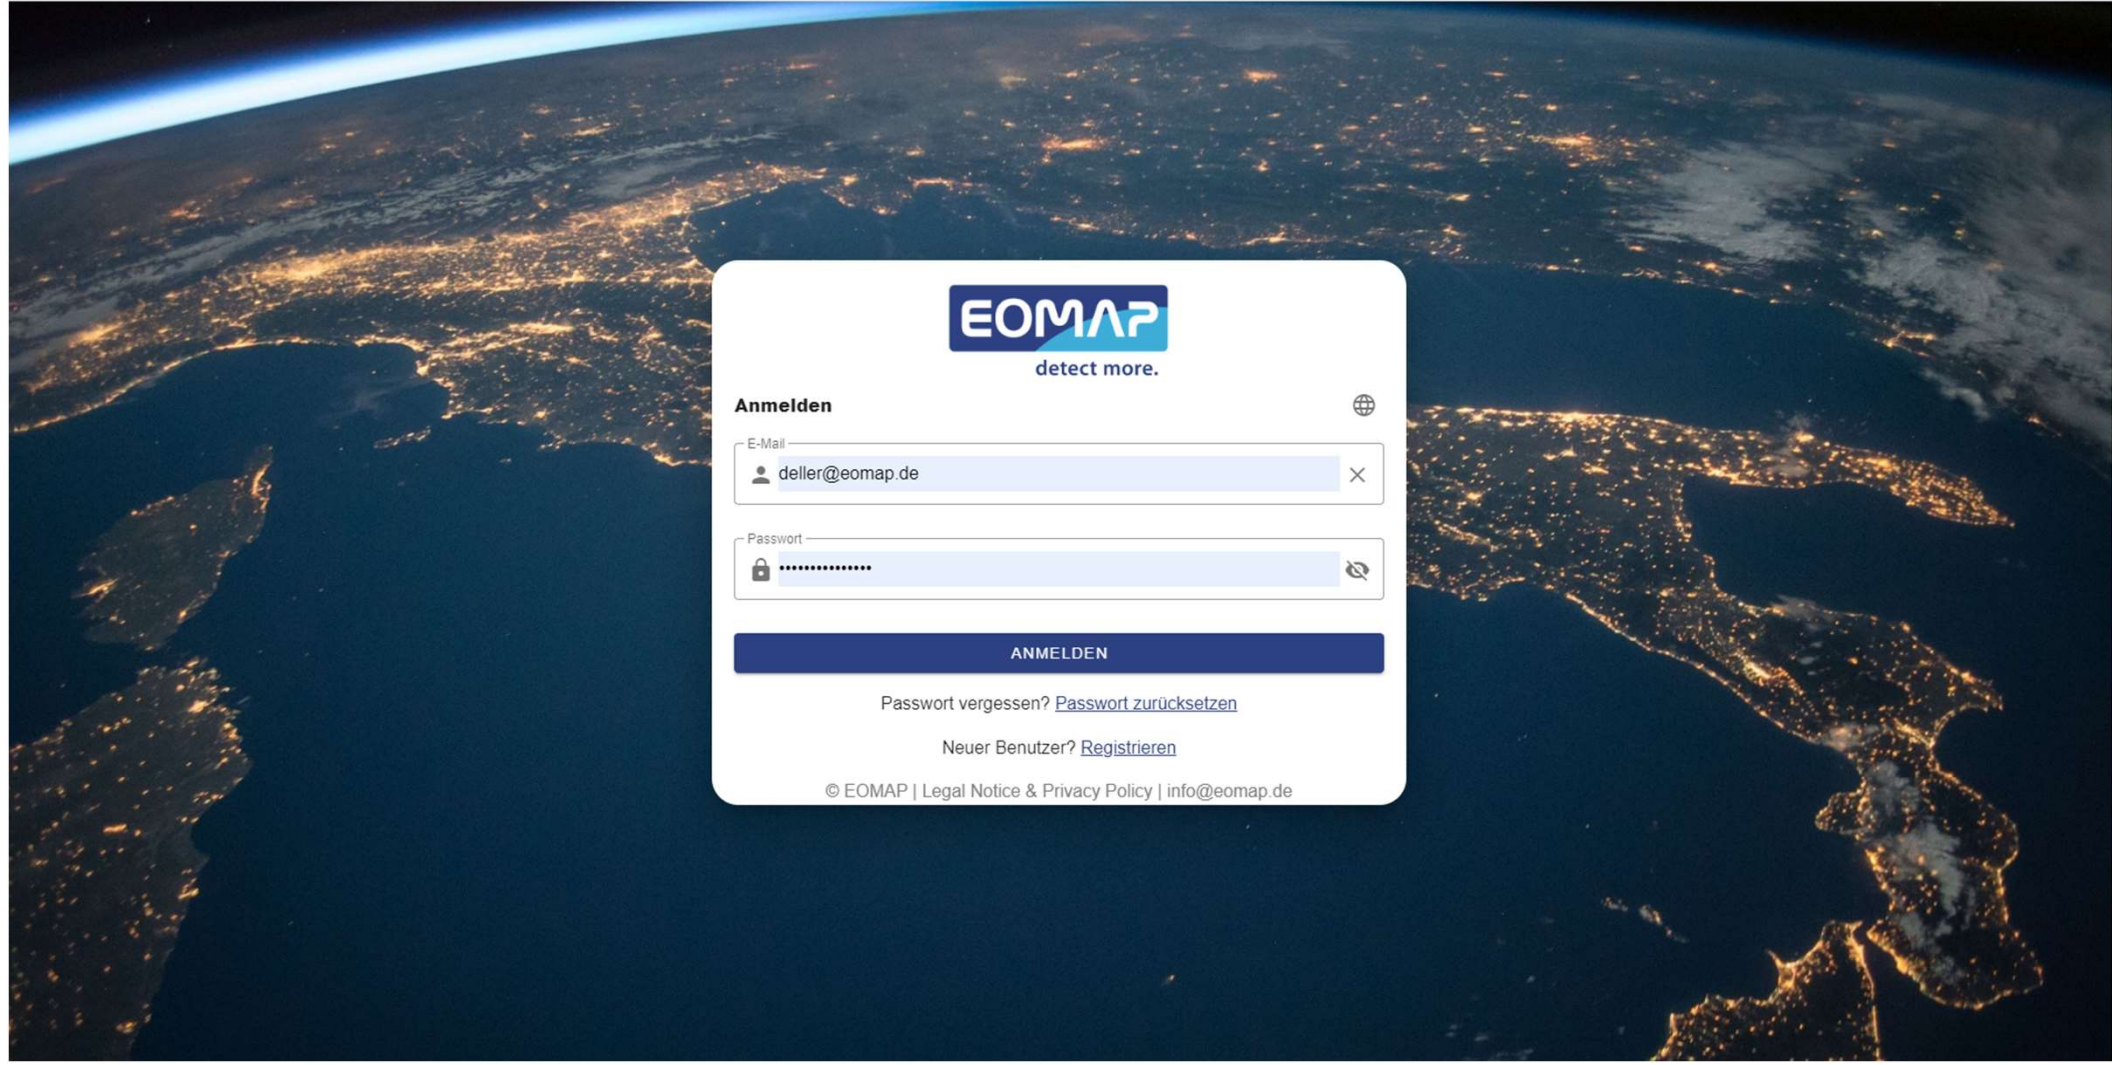 EOMAP
detect more.
Anmelden
E-Mail
deller@eomap.de
Passwort
•••••••••••••••
ANMELDEN
Passwort vergessen? Passwort zurücksetzen
Neuer Benutzer? Registrieren
© EOMAP | Legal Notice & Privacy Policy | info@eomap.de